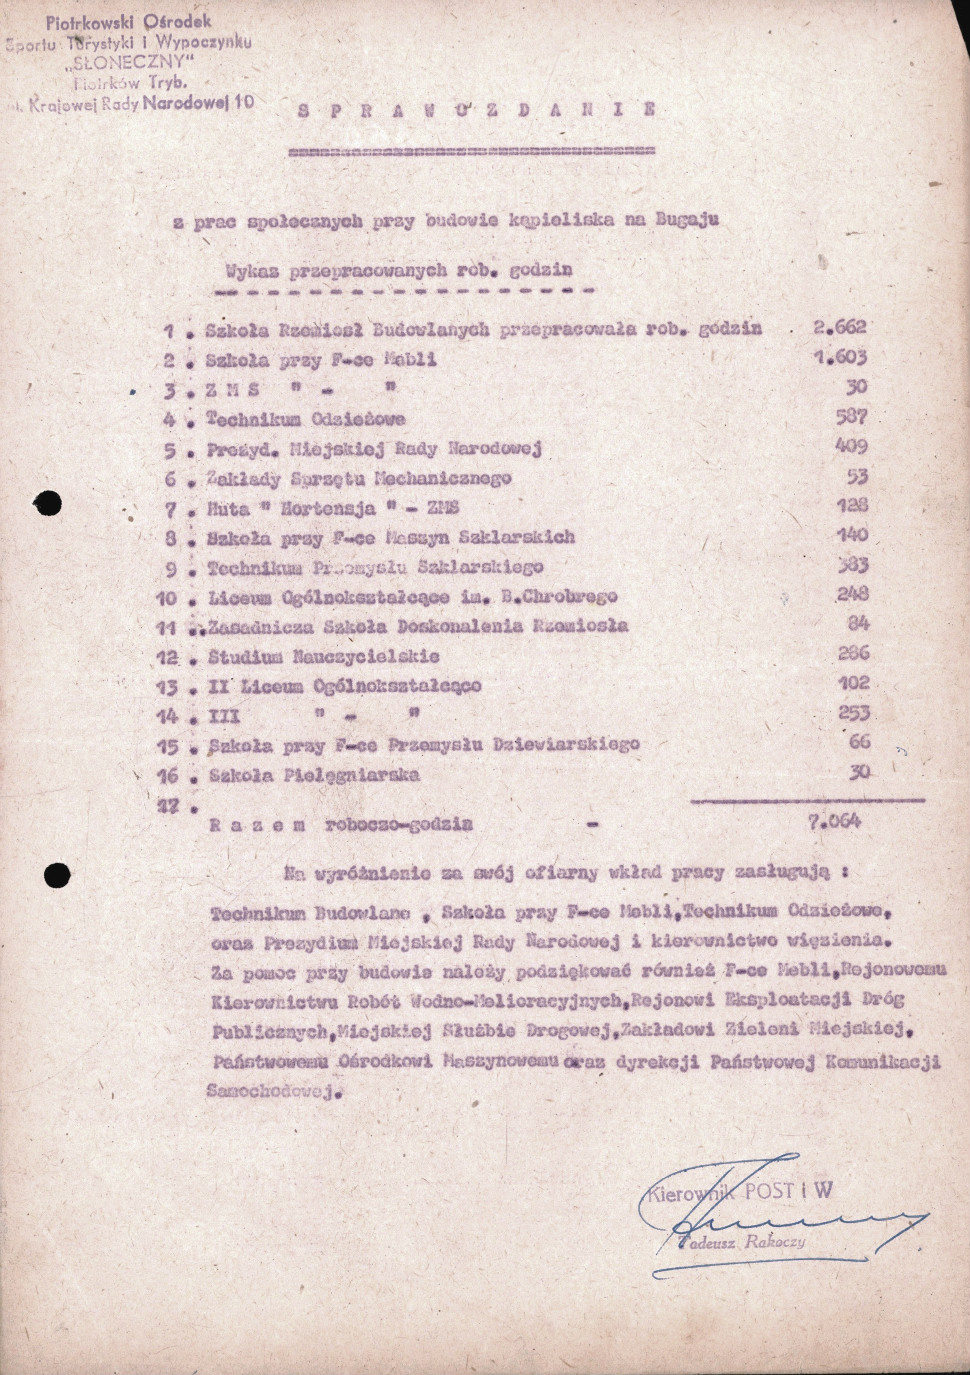 Piotrkowski Ośrodek
Sportu Turystyki i Wypoczynku
„SŁONECZNY"
Piotrków Tryb.
ul. Krajowej Rady Narodowej 10
S P R A W O Z D A N I E
z prac społecznych przy budowie kąpieliska na Bugaju
Wykaz przepracowanych rob. godzin
1 . Szkoła Rzemiosł Budowlanych przepracowała rob. godzin 2.662
2 . Szkoła przy F-ce Mebli 1.603
3 . Z M S " - " 30
4 . Technikum Odzieżowe 587
5 . Prezyd. Miejskiej Rady Narodowej 409
6 . Zakłady Sprzętu Mechanicznego 53
7 . Huta " Hortensja " - ZMS 128
8 . Szkoła przy F-ce Maszyn Szklarskich 140
9 . Technikum Przemysłu Szklarskiego 383
10 . Liceum Ogólnokształcące im. B.Chrobrego 248
11 ..Zasadnicza Szkoła Doskonalenia Rzemiosła 84
12 . Studium Nauczycielskie 286
13 . II Liceum Ogólnokształcąco 102
14 . III " - " 253
15 . Szkoła przy F-ce Przemysłu Dziewiarskiego 66
16 . Szkoła Pielęgniarska 30
17 .
R a z e m roboczo-godzin - 7.064
Na wyróżnienie za swój ofiarny wkład pracy zasługują :
Technikum Budowlane , Szkoła przy F-ce Mebli,Technikum Odzieżowe,
oraz Prezydium Miejskiej Rady Narodowej i kierownictwo więzienia.
Za pomoc przy budowie należy podziękować również F-ce Mebli,Rejonowemu
Kierownictwu Robót Wodno-Melioracyjnych,Rejonowi Eksploatacji Dróg
Publicznych,Miejskiej Służbie Drogowej,Zakładowi Zieleni Miejskiej,
Państwowemu Ośrodkowi Maszynowemu oraz dyrekcji Państwowej Komunikacji
Samochodowej.
Kierownik POST i W
Tadeusz Rakoczy